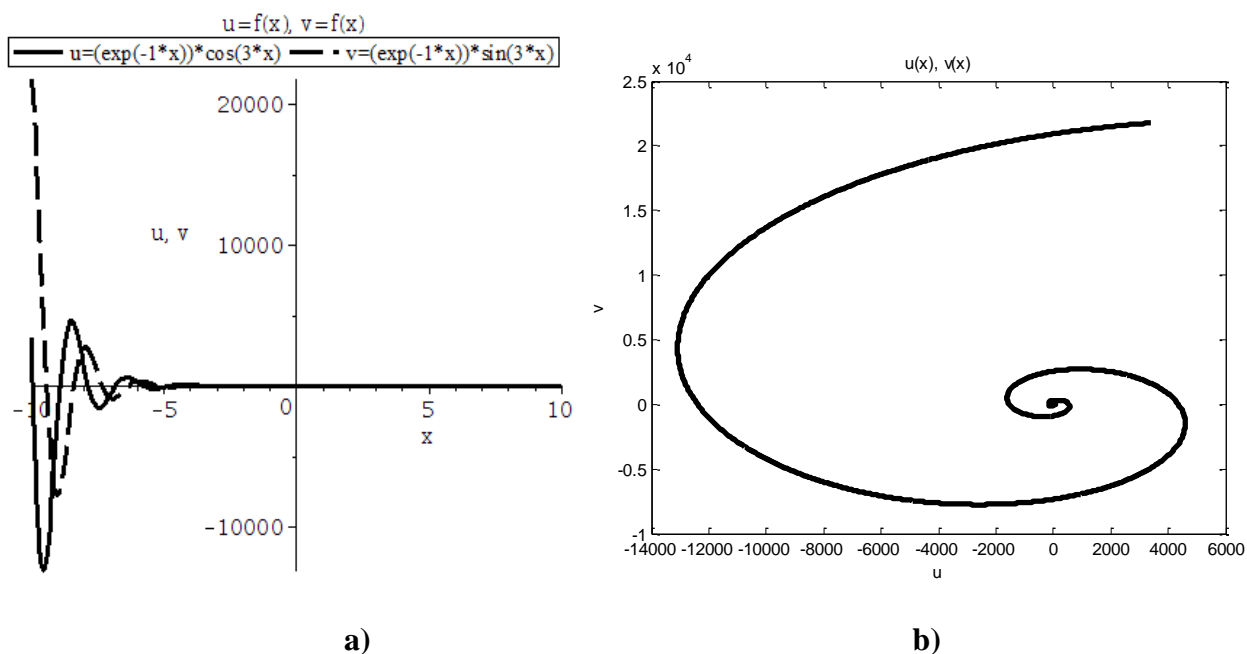 u=f(x), v=f(x)
u=(exp(-1*x))*cos(3*x) v=(exp(-1*x))*sin(3*x)
20000
u, v 10000
-10 -5 0 5 10
x
-10000
a)
u(x), v(x)
x 10^4
2.5
2
1.5
1
v
0.5
0
-0.5
-1
-14000 -12000 -10000 -8000 -6000 -4000 -2000 0 2000 4000 6000
u
b)